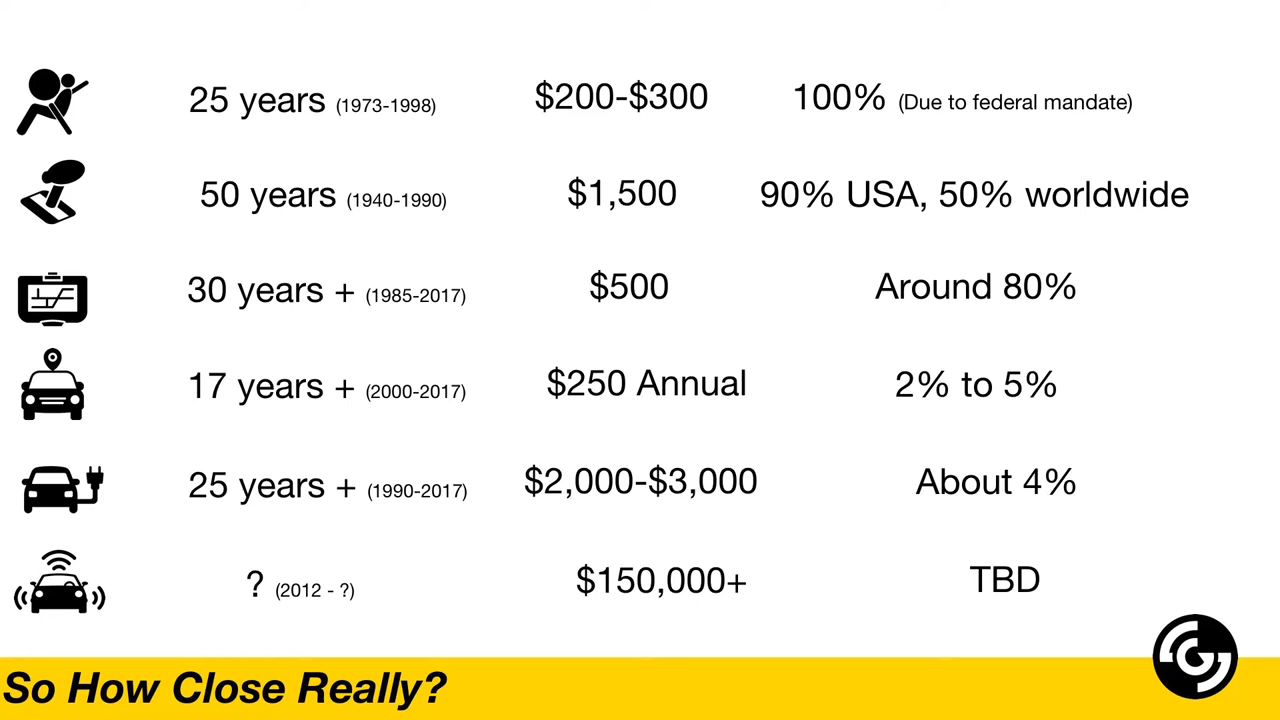 25 years (1973-1998) $200-$300 100% (Due to federal mandate)
50 years (1940-1990) $1,500 90% USA, 50% worldwide
30 years + (1985-2017) $500 Around 80%
17 years + (2000-2017) $250 Annual 2% to 5%
25 years + (1990-2017) $2,000-$3,000 About 4%
? (2012 - ?) $150,000+ TBD
So How Close Really?